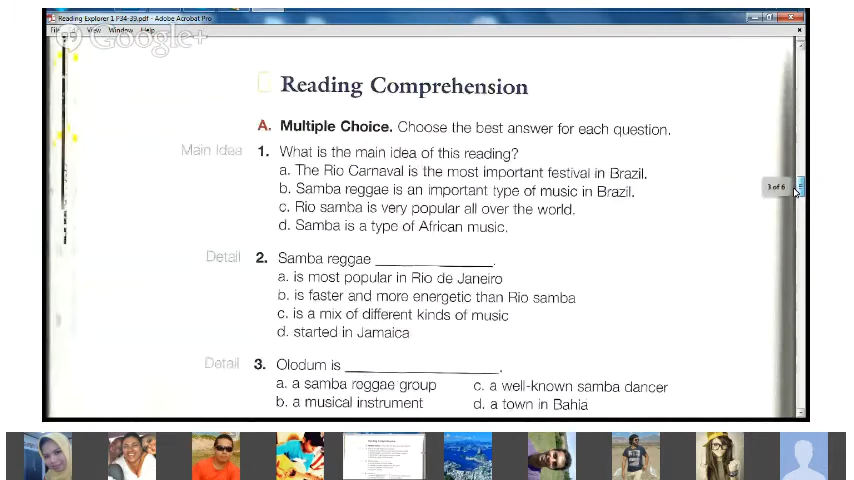 Reading Explorer 1 P34-39.pdf - Adobe Acrobat Pro
View Window Help
Google+
Reading Comprehension
A. Multiple Choice. Choose the best answer for each question.
Main Idea 1. What is the main idea of this reading?
a. The Rio Carnaval is the most important festival in Brazil.
b. Samba reggae is an important type of music in Brazil.
c. Rio samba is very popular all over the world.
d. Samba is a type of African music.
3 of 6
Detail 2. Samba reggae ______________.
a. is most popular in Rio de Janeiro
b. is faster and more energetic than Rio samba
c. is a mix of different kinds of music
d. started in Jamaica
Detail 3. Olodum is __________________.
a. a samba reggae group c. a well-known samba dancer
b. a musical instrument d. a town in Bahia